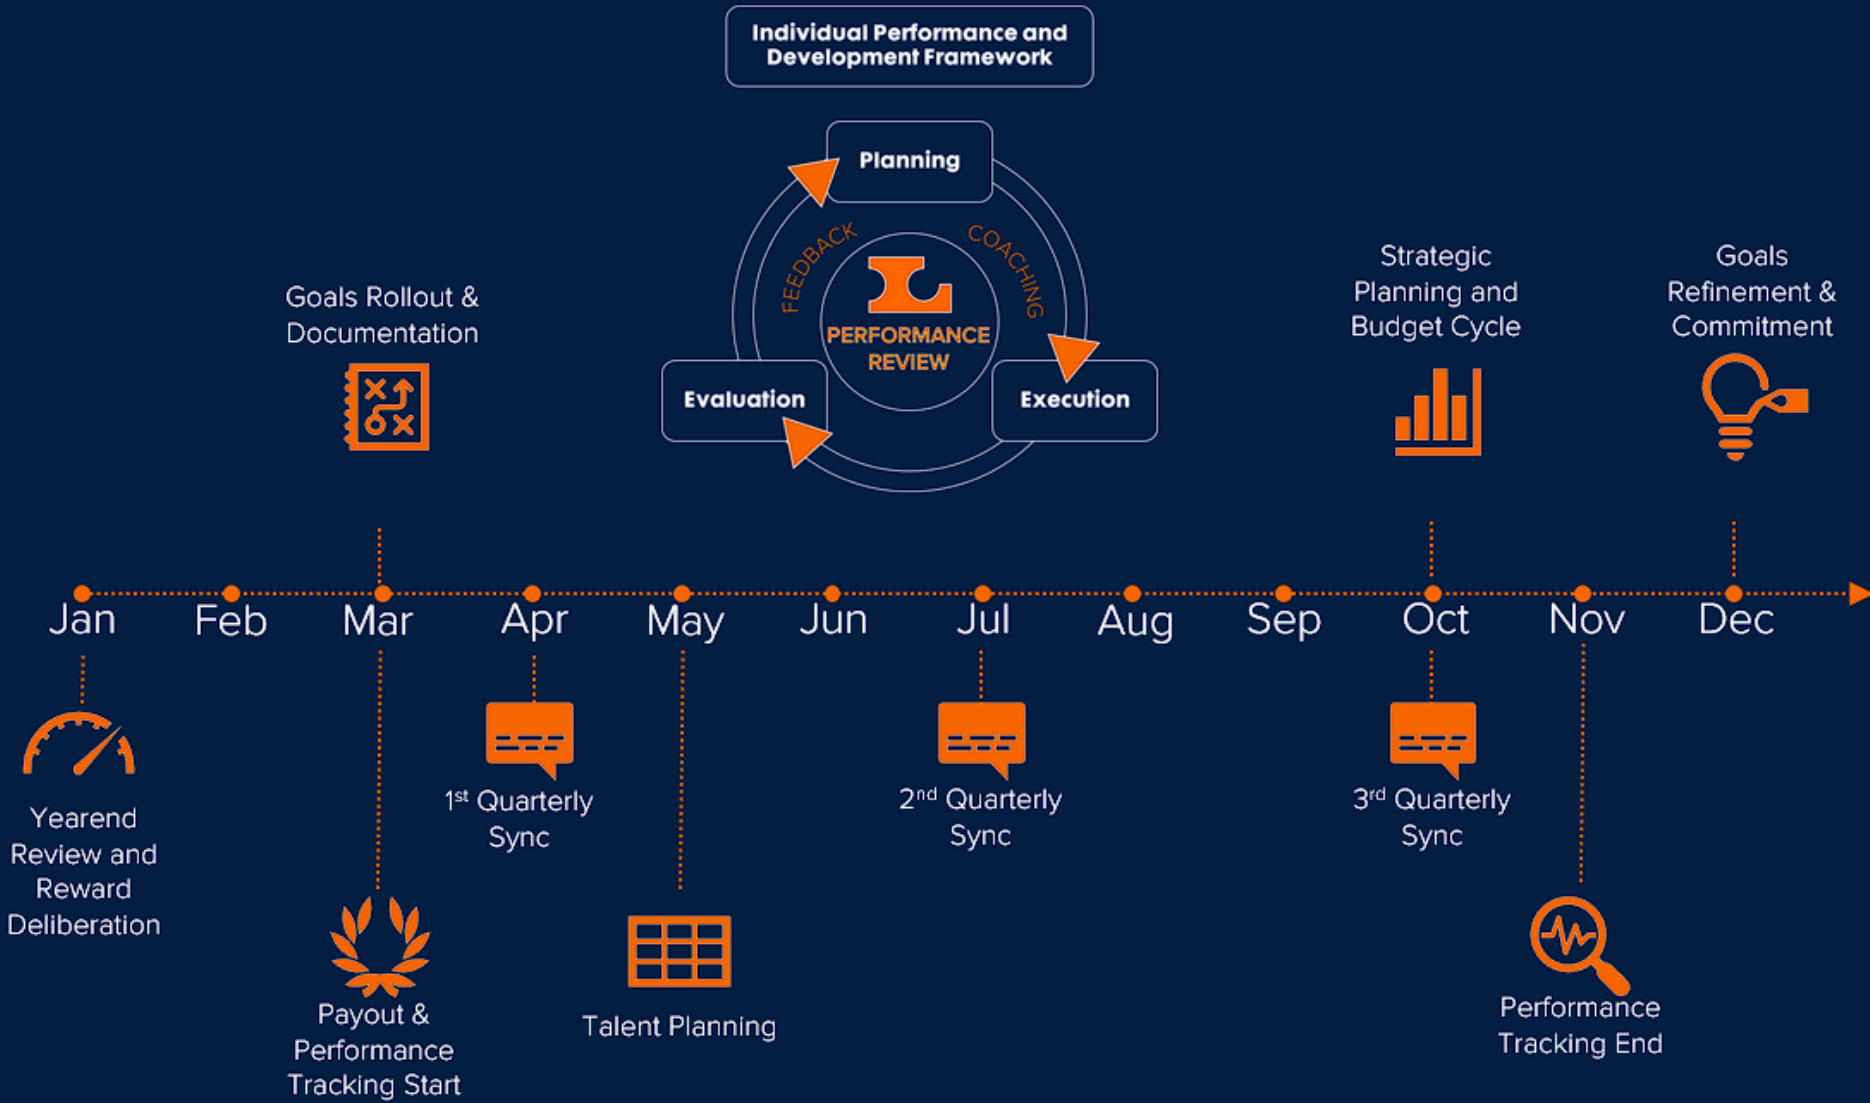 Individual Performance and
Development Framework
Planning
FEEDBACK
COACHING
PERFORMANCE
REVIEW
Evaluation
Execution
Goals Rollout &
Documentation
Strategic
Planning and
Budget Cycle
Goals
Refinement &
Commitment
Jan Feb Mar Apr May Jun Jul Aug Sep Oct Nov Dec
Yearend
Review and
Reward
Deliberation
Payout &
Performance
Tracking Start
1st Quarterly
Sync
Talent Planning
2nd Quarterly
Sync
3rd Quarterly
Sync
Performance
Tracking End